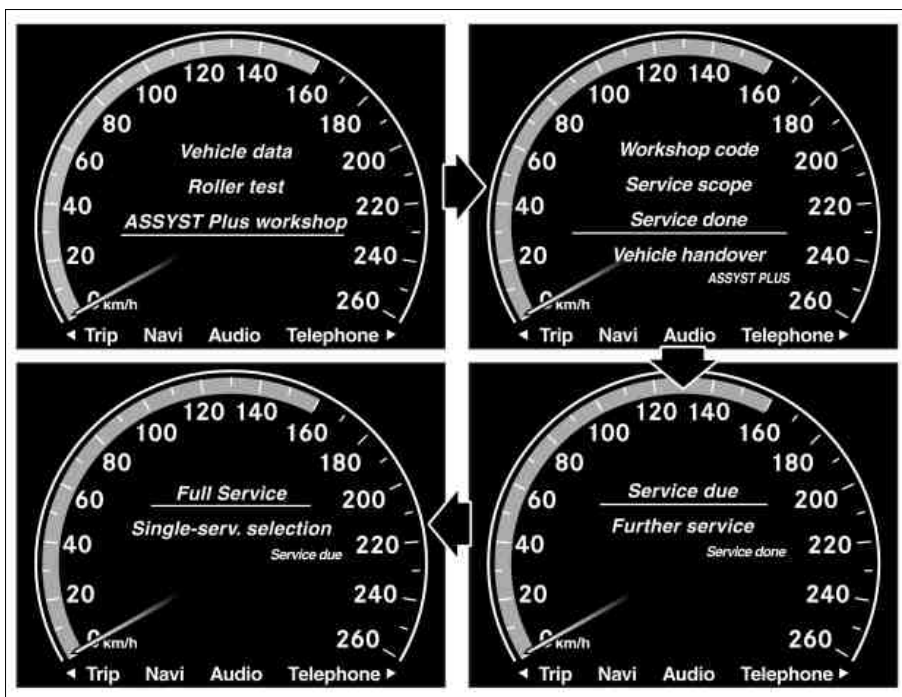 120 140
100 160
80 180
Vehicle data
60 200
Roller test
40 220
ASSYST Plus workshop
20 240
0 km/h 260
Trip Navi Audio Telephone
120 140
100 160
80 180
Workshop code
60 200
Service scope
40 220
Service done
20 240
Vehicle handover
ASSYST PLUS
0 km/h 260
Trip Navi Audio Telephone
120 140
100 160
80 180
Full Service
60 200
Single-serv. selection
40 220
Service due
20 240
0 km/h 260
Trip Navi Audio Telephone
120 140
100 160
80 180
Service due
60 200
Further service
40 220
Service done
20 240
0 km/h 260
Trip Navi Audio Telephone